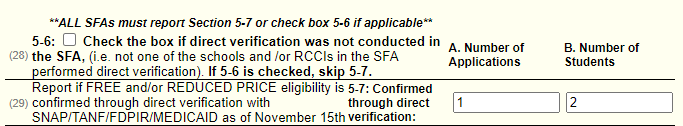 **ALL SFAs must report Section 5-7 or check box 5-6 if applicable**
5-6: Check the box if direct verification was not conducted in
(28) the SFA, (i.e. not one of the schools and /or RCCIs in the SFA
performed direct verification). If 5-6 is checked, skip 5-7.
A. Number of
Applications
B. Number of
Students
Report if FREE and/or REDUCED PRICE eligibility is
(29) confirmed through direct verification with
SNAP/TANF/FDPIR/MEDICAID as of November 15th
5-7: Confirmed
through direct
verification:
1
2